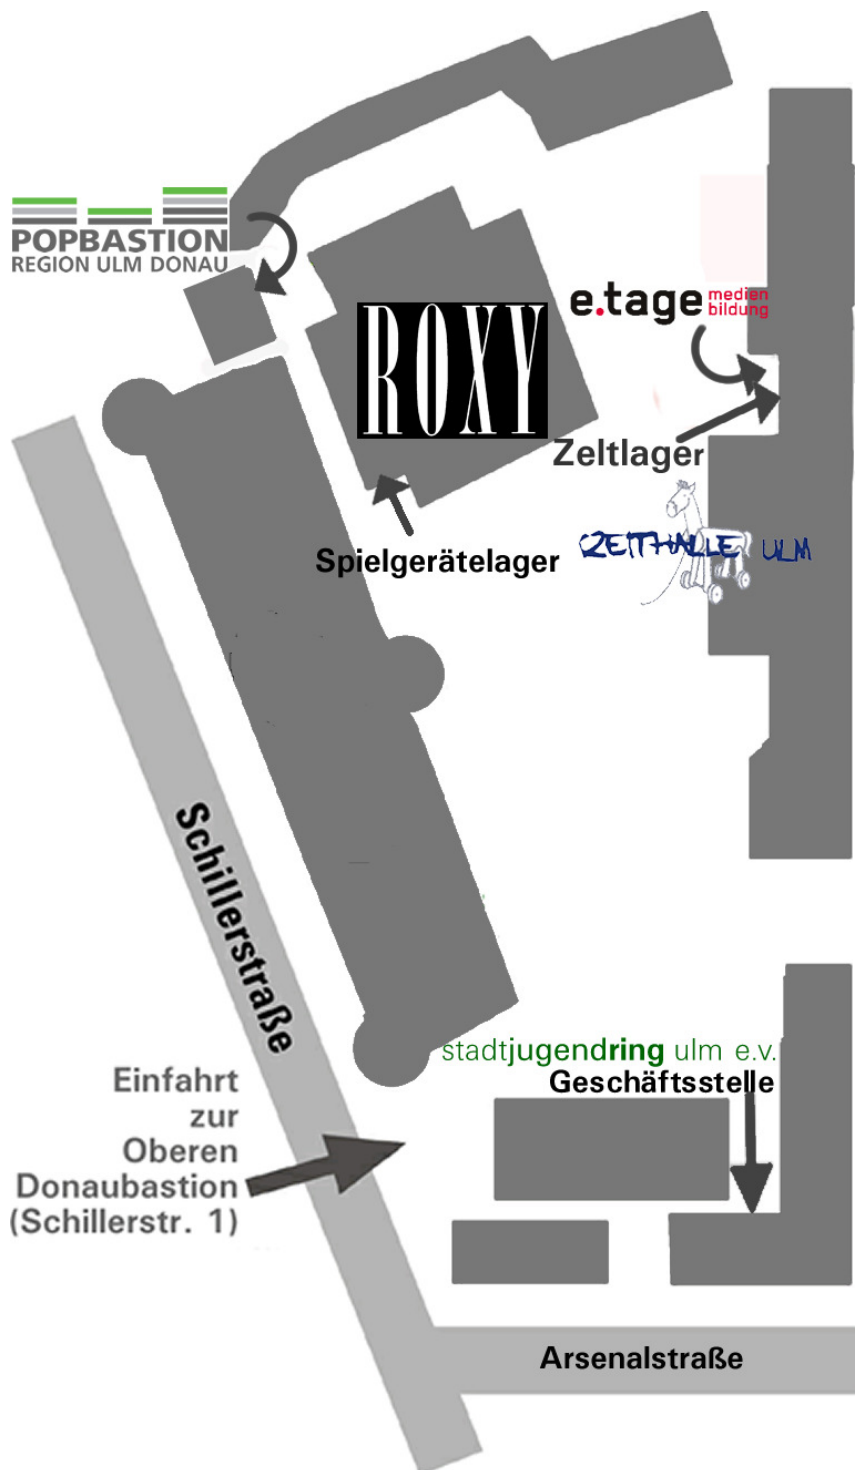 POPBASTION
REGION ULM DONAU
ROXY
e.tage medien
bildung
Zeltlager
Spielgerätelager
ZEITHALLE ULM
Schillerstraße
stadtjugendring ulm e.v.
Geschäftsstelle
Einfahrt
zur
Oberen
Donaubastion
(Schillerstr. 1)
Arsenalstraße